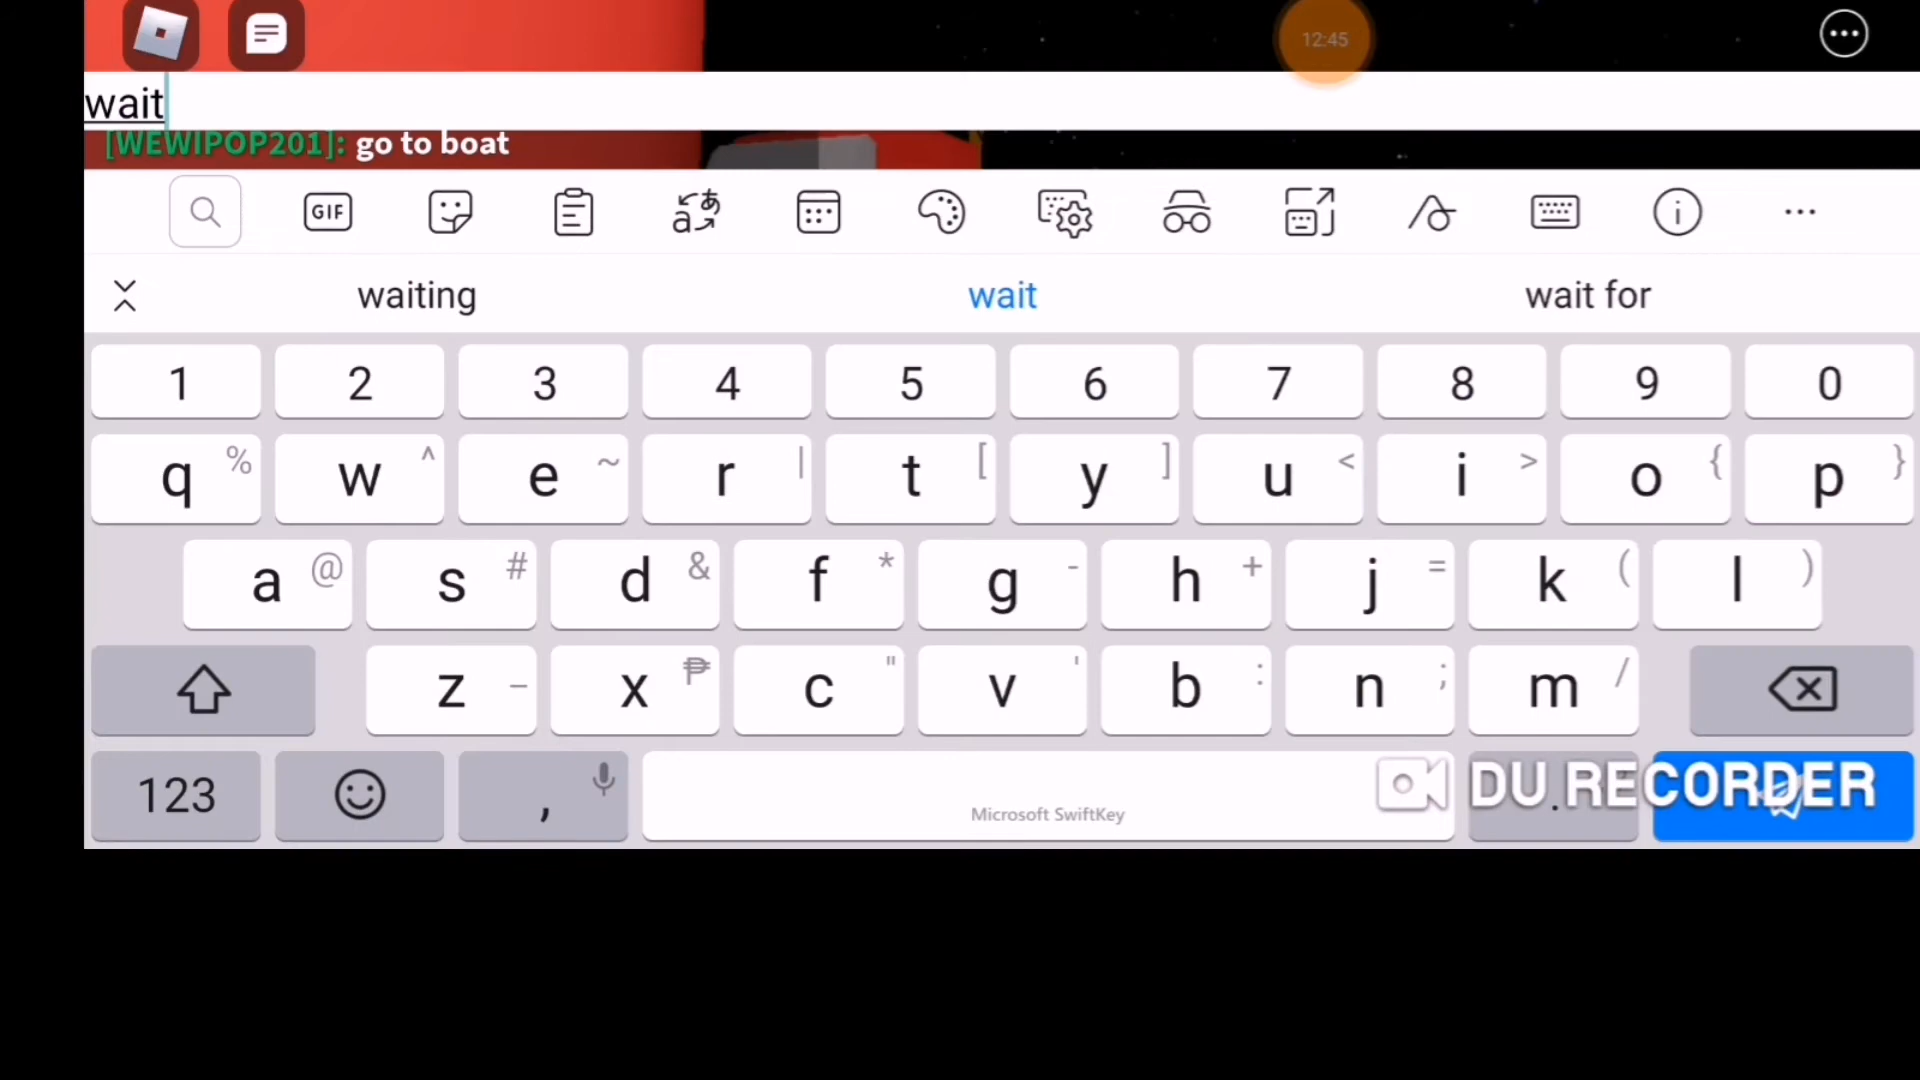 12:45
wait
[WEWIPOP201]: go to boat
GIF
waiting wait wait for
1 2 3 4 5 6 7 8 9 0
q % w ^ e ~ r | t [ y ] u < i > o { p }
a @ s # d & f * g - h + j = k ( l )
z _ x ₱ c " v ' b : n ; m /
123 , Microsoft SwiftKey .
DU RECORDER